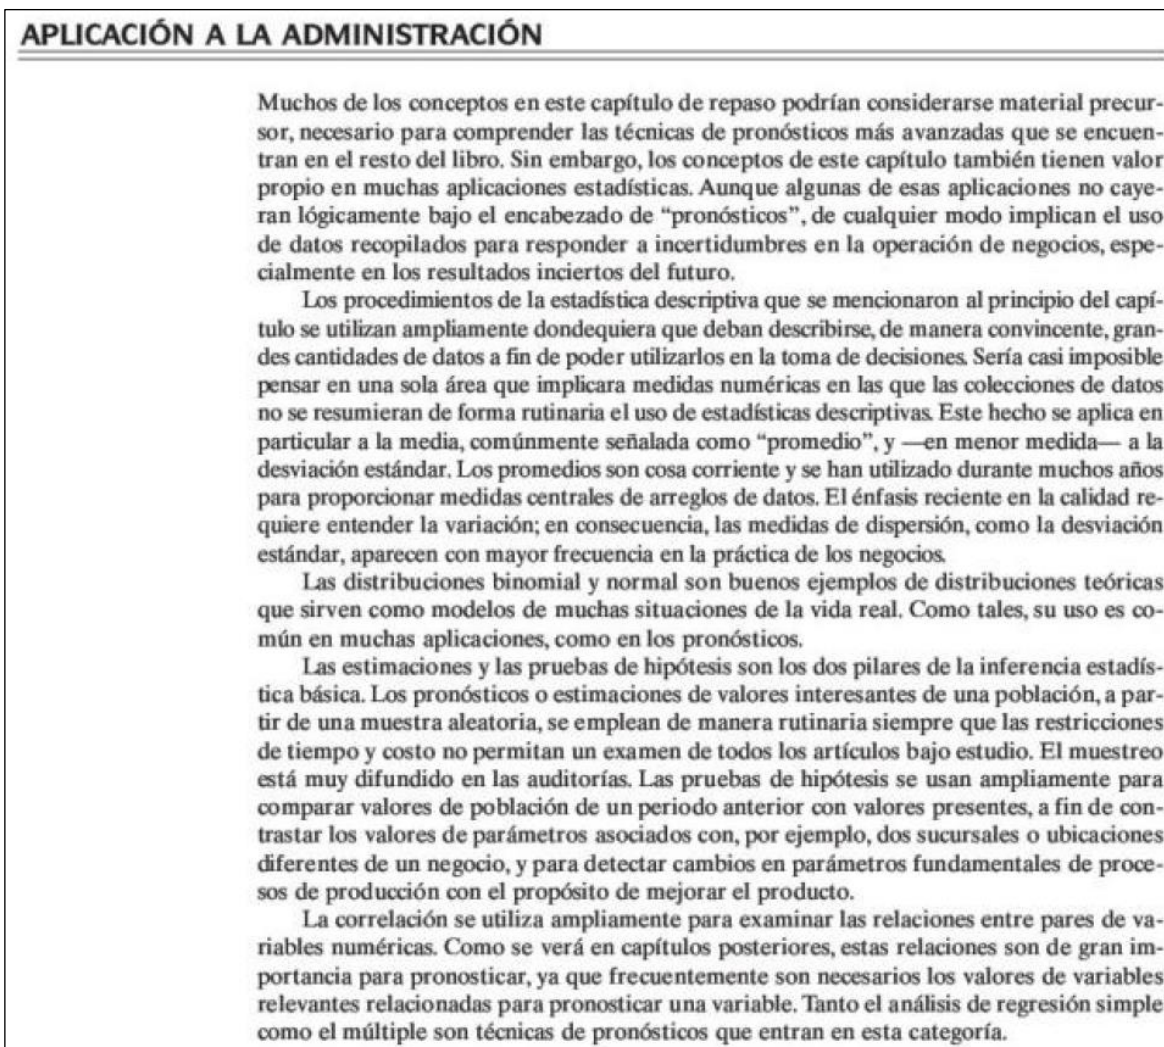 APLICACIÓN A LA ADMINISTRACIÓN
Muchos de los conceptos en este capítulo de repaso podrían considerarse material precur-
sor, necesario para comprender las técnicas de pronósticos más avanzadas que se encuen-
tran en el resto del libro. Sin embargo, los conceptos de este capítulo también tienen valor
propio en muchas aplicaciones estadísticas. Aunque algunas de esas aplicaciones no caye-
ran lógicamente bajo el encabezado de “pronósticos”, de cualquier modo implican el uso
de datos recopilados para responder a incertidumbres en la operación de negocios, espe-
cialmente en los resultados inciertos del futuro.
Los procedimientos de la estadística descriptiva que se mencionaron al principio del capí-
tulo se utilizan ampliamente dondequiera que deban describirse, de manera convincente, gran-
des cantidades de datos a fin de poder utilizarlos en la toma de decisiones. Sería casi imposible
pensar en una sola área que implicara medidas numéricas en las que las colecciones de datos
no se resumieran de forma rutinaria el uso de estadísticas descriptivas. Este hecho se aplica en
particular a la media, comúnmente señalada como “promedio”, y —en menor medida— a la
desviación estándar. Los promedios son cosa corriente y se han utilizado durante muchos años
para proporcionar medidas centrales de arreglos de datos. El énfasis reciente en la calidad re-
quiere entender la variación; en consecuencia, las medidas de dispersión, como la desviación
estándar, aparecen con mayor frecuencia en la práctica de los negocios.
Las distribuciones binomial y normal son buenos ejemplos de distribuciones teóricas
que sirven como modelos de muchas situaciones de la vida real. Como tales, su uso es co-
mún en muchas aplicaciones, como en los pronósticos.
Las estimaciones y las pruebas de hipótesis son los dos pilares de la inferencia estadís-
tica básica. Los pronósticos o estimaciones de valores interesantes de una población, a par-
tir de una muestra aleatoria, se emplean de manera rutinaria siempre que las restricciones
de tiempo y costo no permitan un examen de todos los artículos bajo estudio. El muestreo
está muy difundido en las auditorías. Las pruebas de hipótesis se usan ampliamente para
comparar valores de población de un periodo anterior con valores presentes, a fin de con-
trastar los valores de parámetros asociados con, por ejemplo, dos sucursales o ubicaciones
diferentes de un negocio, y para detectar cambios en parámetros fundamentales de proce-
sos de producción con el propósito de mejorar el producto.
La correlación se utiliza ampliamente para examinar las relaciones entre pares de va-
riables numéricas. Como se verá en capítulos posteriores, estas relaciones son de gran im-
portancia para pronosticar, ya que frecuentemente son necesarios los valores de variables
relevantes relacionadas para pronosticar una variable. Tanto el análisis de regresión simple
como el múltiple son técnicas de pronósticos que entran en esta categoría.